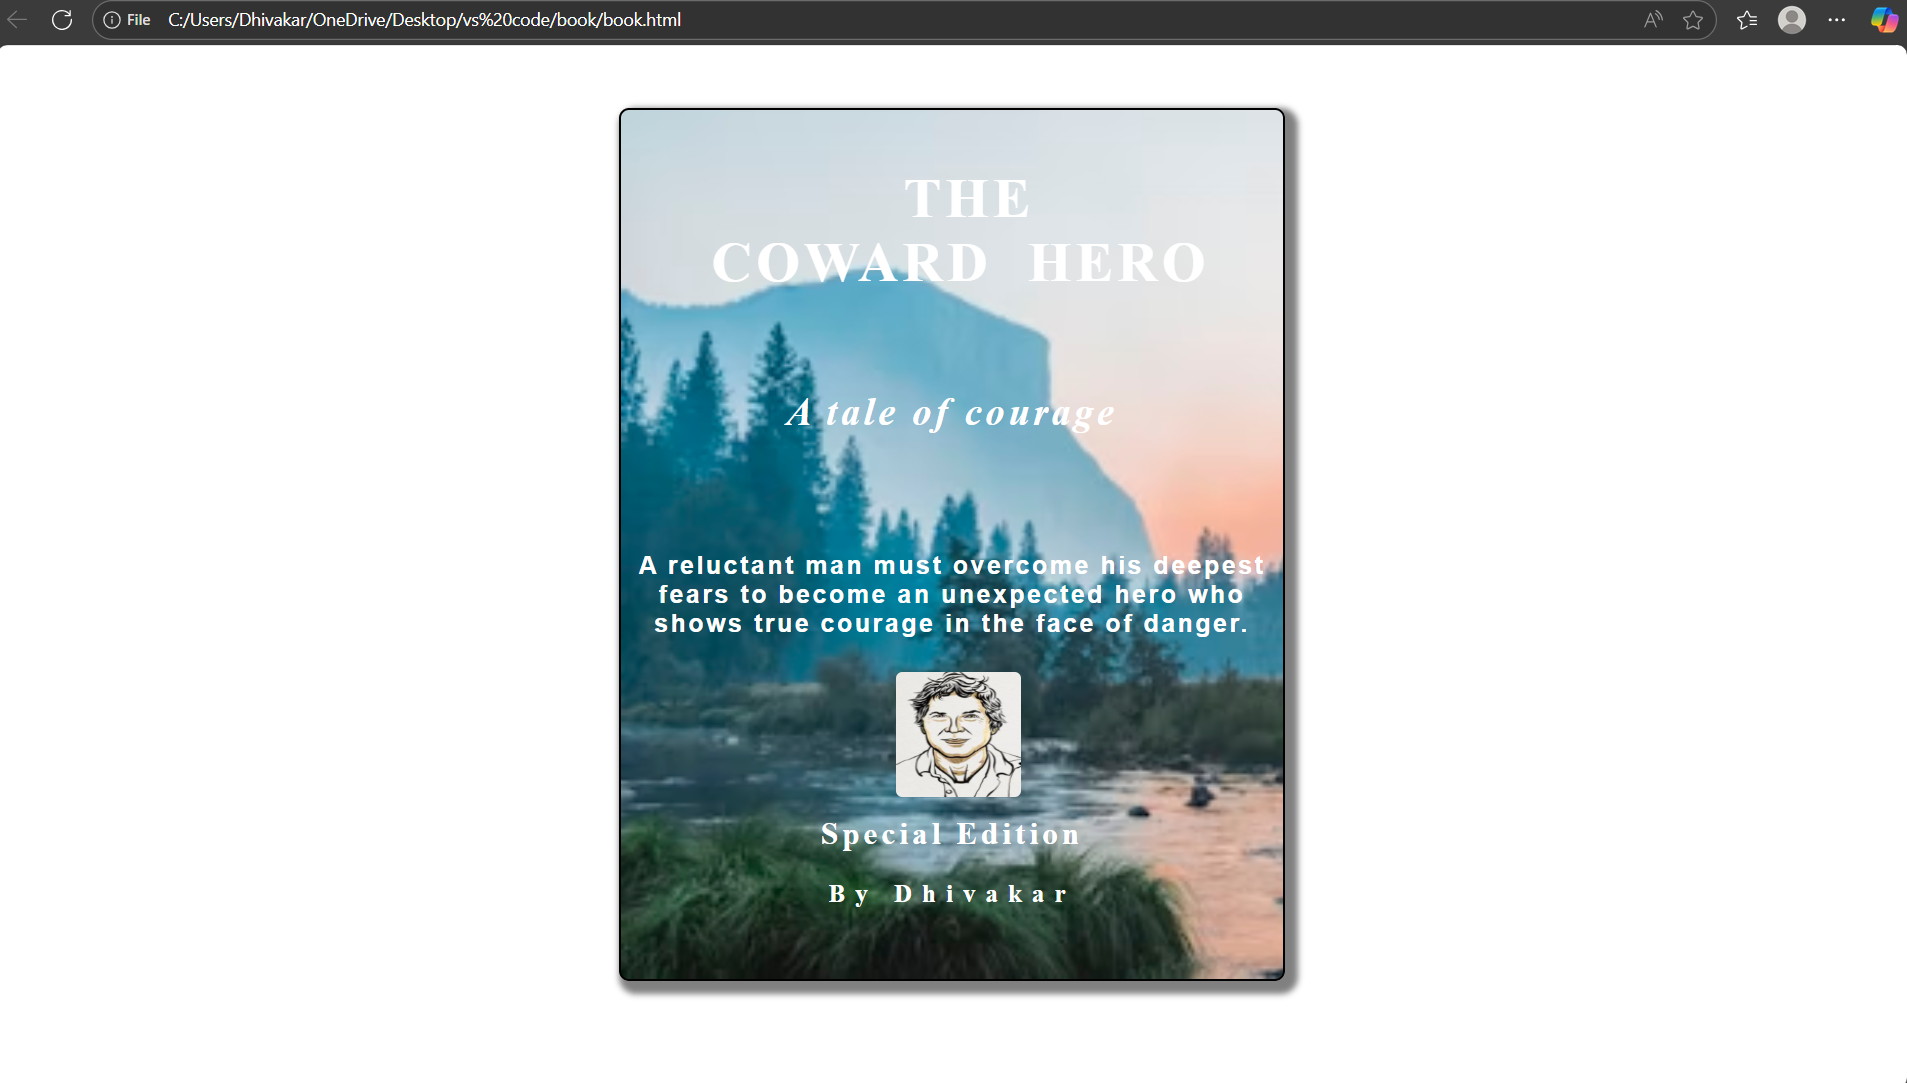 File C:/Users/Dhivakar/OneDrive/Desktop/vs%20code/book/book.html
THE
COWARD HERO
A tale of courage
A reluctant man must overcome his deepest
fears to become an unexpected hero who
shows true courage in the face of danger.
Special Edition
By Dhivakar